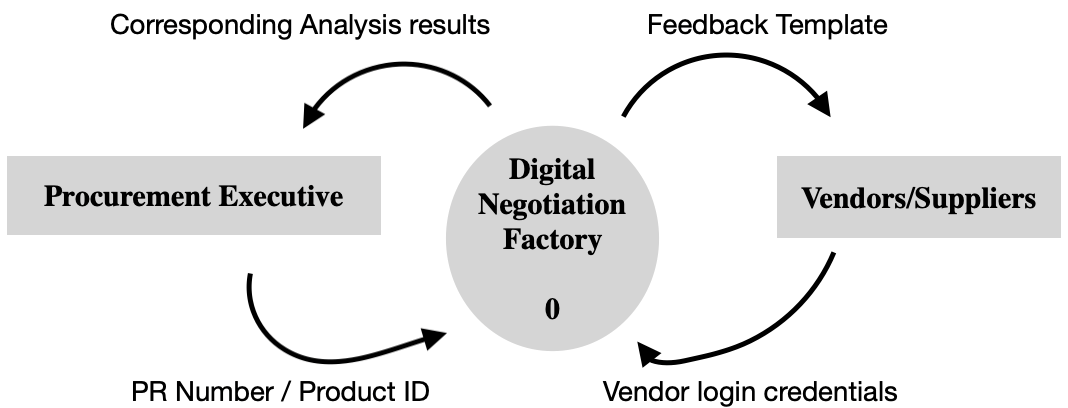 Corresponding Analysis results
Feedback Template
Procurement Executive
Digital
Negotiation
Factory
0
Vendors/Suppliers
PR Number / Product ID
Vendor login credentials